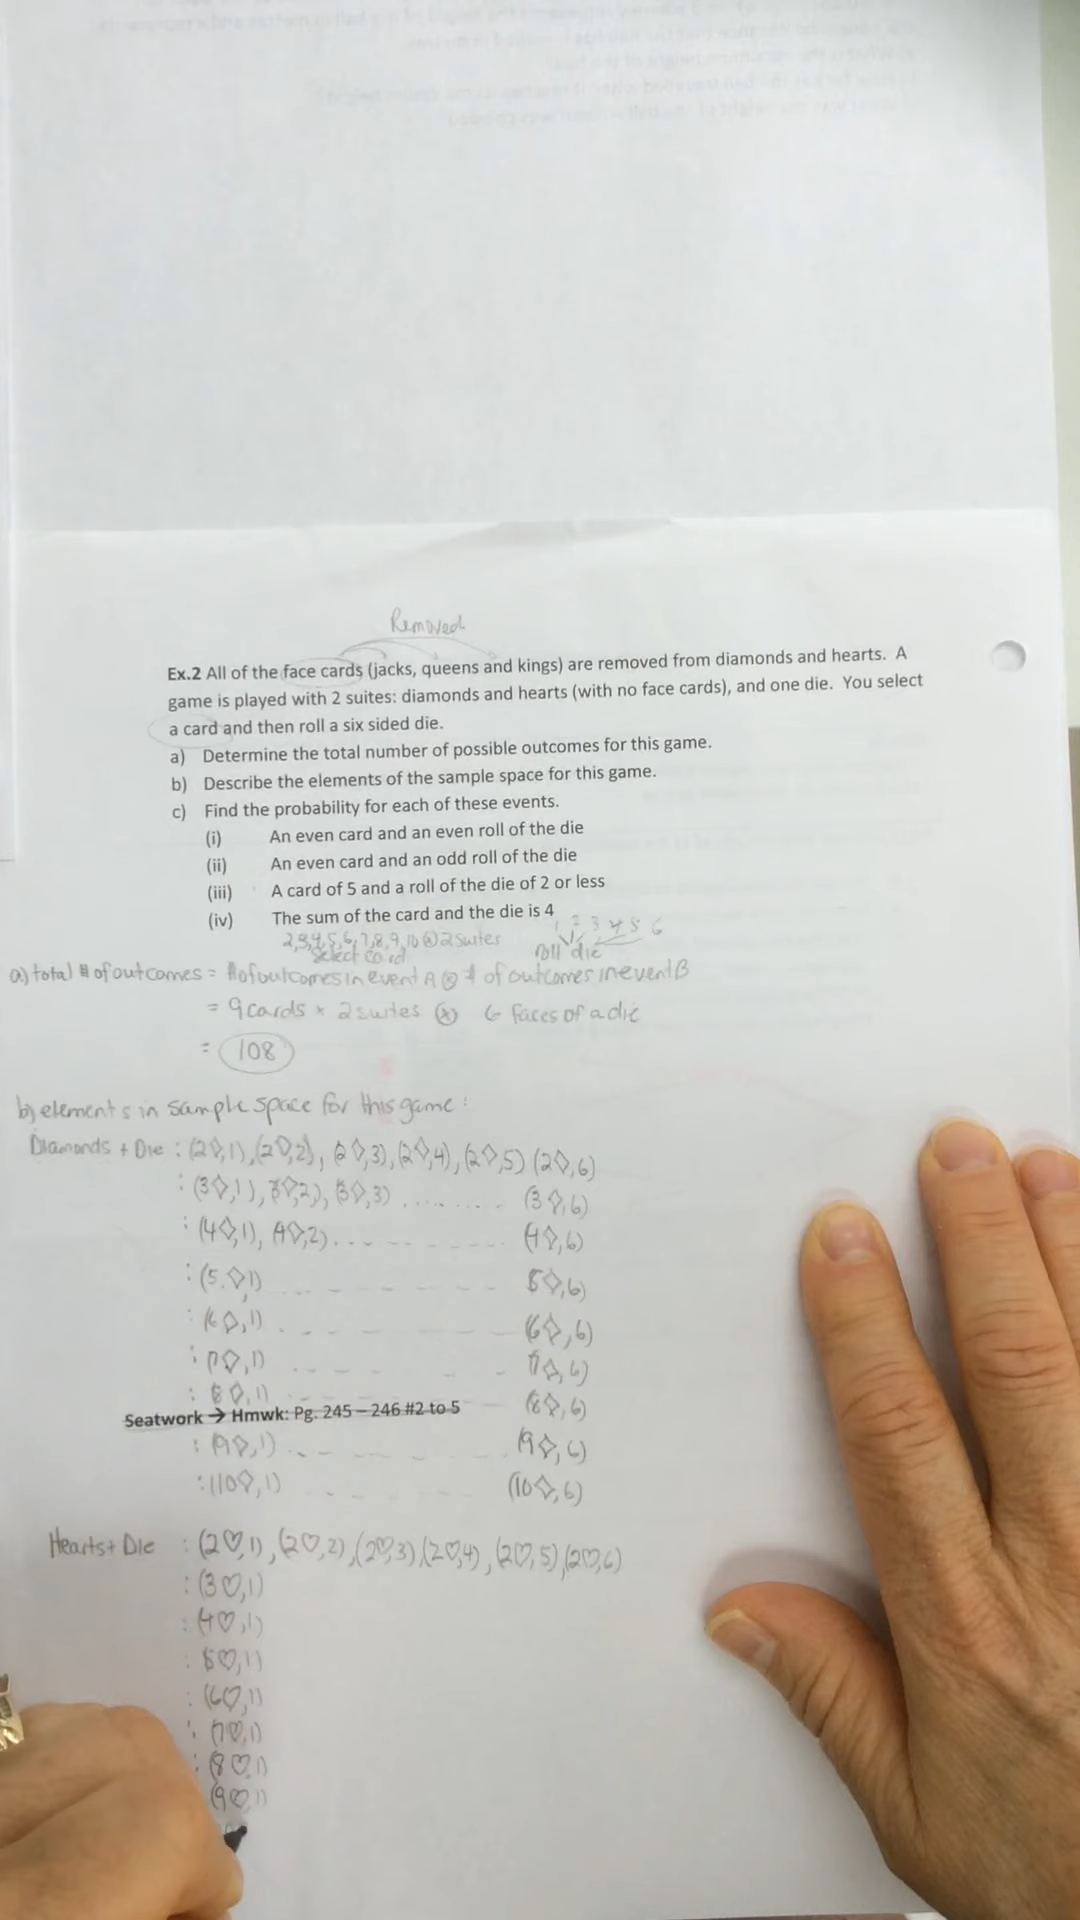 Removed
Ex.2 All of the face cards (jacks, queens and kings) are removed from diamonds and hearts. A
game is played with 2 suites: diamonds and hearts (with no face cards), and one die. You select
a card and then roll a six sided die.
a) Determine the total number of possible outcomes for this game.
b) Describe the elements of the sample space for this game.
c) Find the probability for each of these events.
(i) An even card and an even roll of the die
(ii) An even card and an odd roll of the die
(iii) A card of 5 and a roll of the die of 2 or less
(iv) The sum of the card and the die is 4
1 2 3 4 5 6
2,3,4,5,6,7,8,9,10 ⊗ 2 suites
Select card roll die
a) total # of outcomes = # of outcomes in event A ⊗ # of outcomes in event B
= 9 cards × 2 suites ⊗ 6 faces of a die
= 108
b) elements in sample space for this game:
Diamonds + Die : (2♢,1), (2♢,2), (2♢,3), (2♢,4), (2♢,5) (2♢,6)
: (3♢,1), (3♢,2), (3♢,3) ........ (3♢,6)
: (4♢,1), (4♢,2). ... (4♢,6)
: (5♢,1) ... (5♢,6)
: (6♢,1) ... (6♢,6)
: (7♢,1) ... (7♢,6)
: (8♢,1) ... (8♢,6)
Seatwork → Hmwk: Pg. 245 – 246 #2 to 5
: (9♢,1) ... (9♢,6)
: (10♢,1) ... (10♢,6)
Hearts + Die : (2♡,1), (2♡,2), (2♡,3) (2♡,4), (2♡,5), (2♡,6)
: (3♡,1)
: (4♡,1)
: (5♡,1)
: (6♡,1)
: (7♡,1)
: (8♡,1)
(9♡,1)